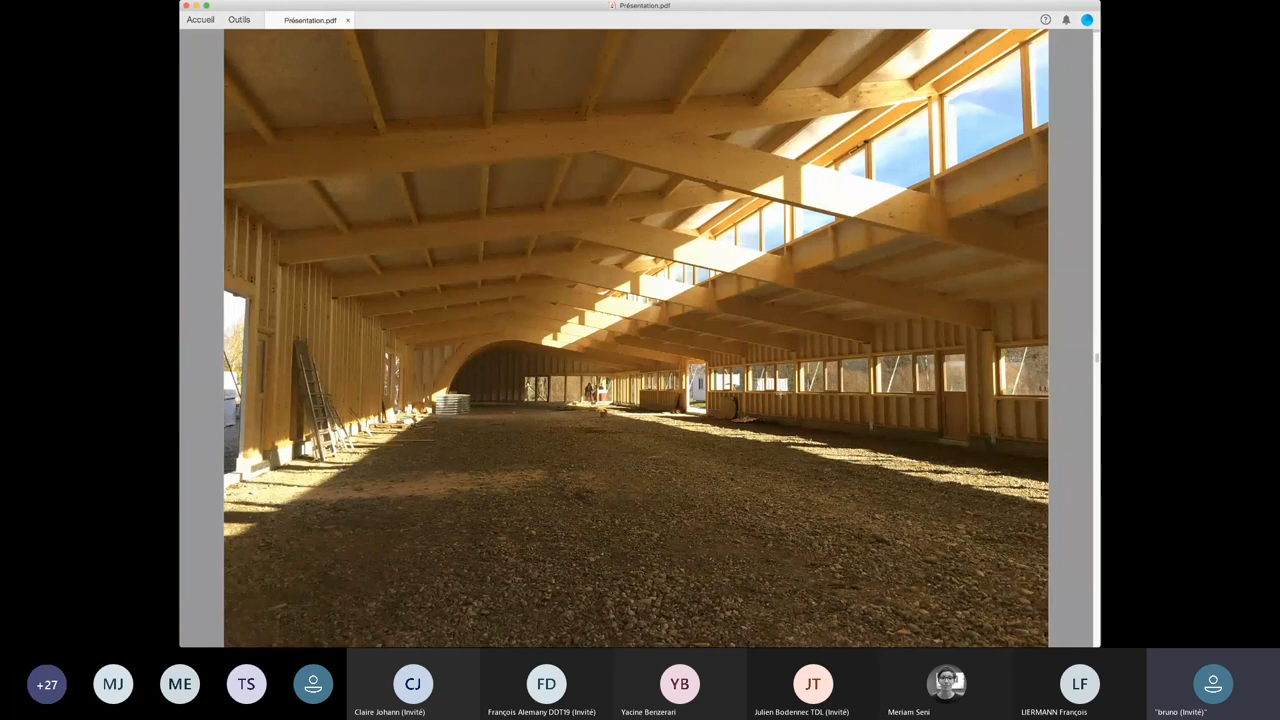 Présentation.pdf
Accueil
Outils
Présentation.pdf ×
+27
MJ
ME
TS
CJ
FD
YB
JT
LF
Claire Johann (Invité)
François Alemany DDT19 (Invité)
Yacine Benzerari
Julien Bodennec TDL (Invité)
Meriam Seni
LIERMANN François
"bruno (Invité)"